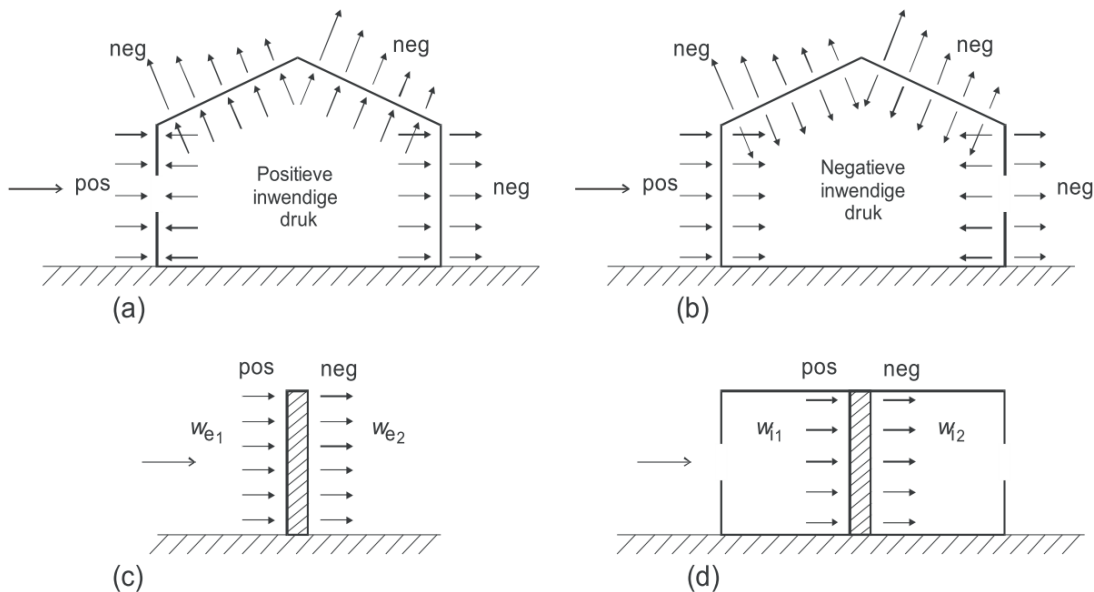 neg
neg
pos
Positieve
inwendige
druk
neg
(a)
neg
neg
pos
Negatieve
inwendige
druk
neg
(b)
pos
neg
we1
we2
(c)
pos
neg
wi1
wi2
(d)